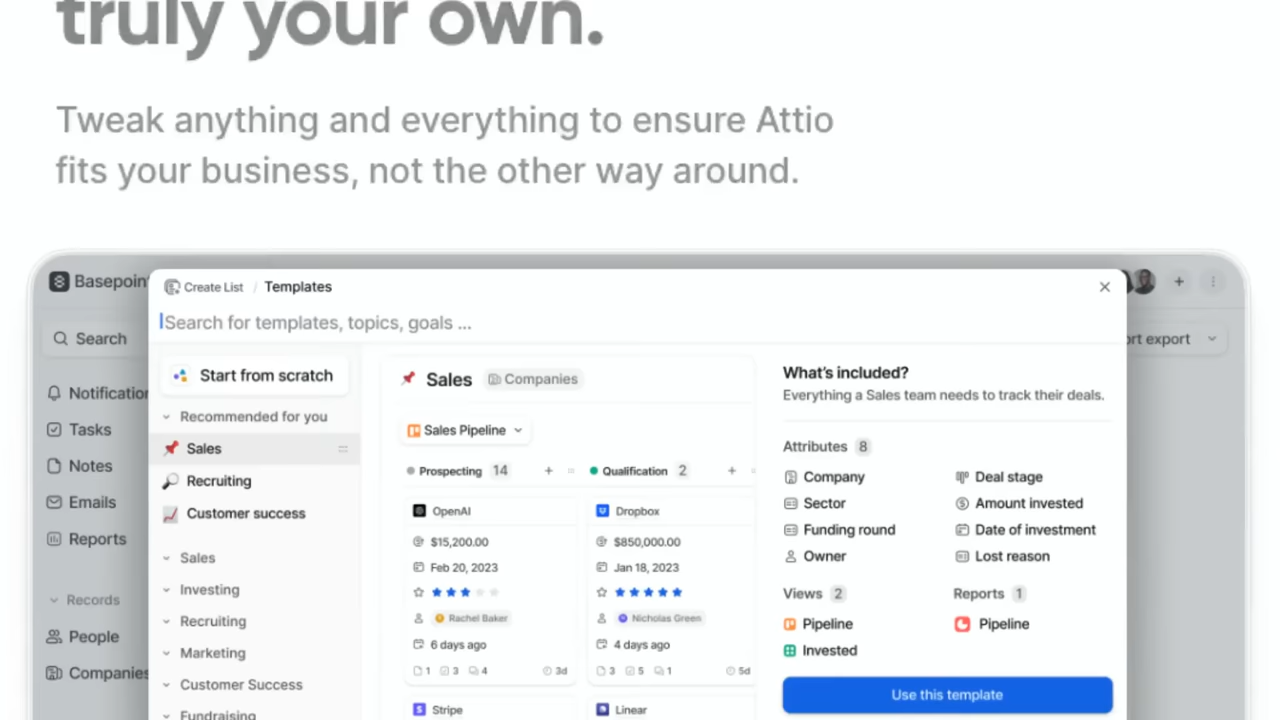 truly your own.
Tweak anything and everything to ensure Attio
fits your business, not the other way around.
Basepoint
Create List / Templates
Search for templates, topics, goals ...
Search
Notification
Tasks
Notes
Emails
Reports
Records
People
Companies
Start from scratch
Recommended for you
Sales
Recruiting
Customer success
Sales
Investing
Recruiting
Marketing
Customer Success
Fundraising
Sales Companies
Sales Pipeline
Prospecting 14 +
OpenAI
$15,200.00
Feb 20, 2023
Rachel Baker
6 days ago
1 3 4 3d
Stripe
Qualification 2 +
Dropbox
$850,000.00
Jan 18, 2023
Nicholas Green
4 days ago
3 5 1 5d
Linear
What's included?
Everything a Sales team needs to track their deals.
Attributes 8
Company Deal stage
Sector Amount invested
Funding round Date of investment
Owner Lost reason
Views 2 Reports 1
Pipeline Pipeline
Invested
Use this template
ort export